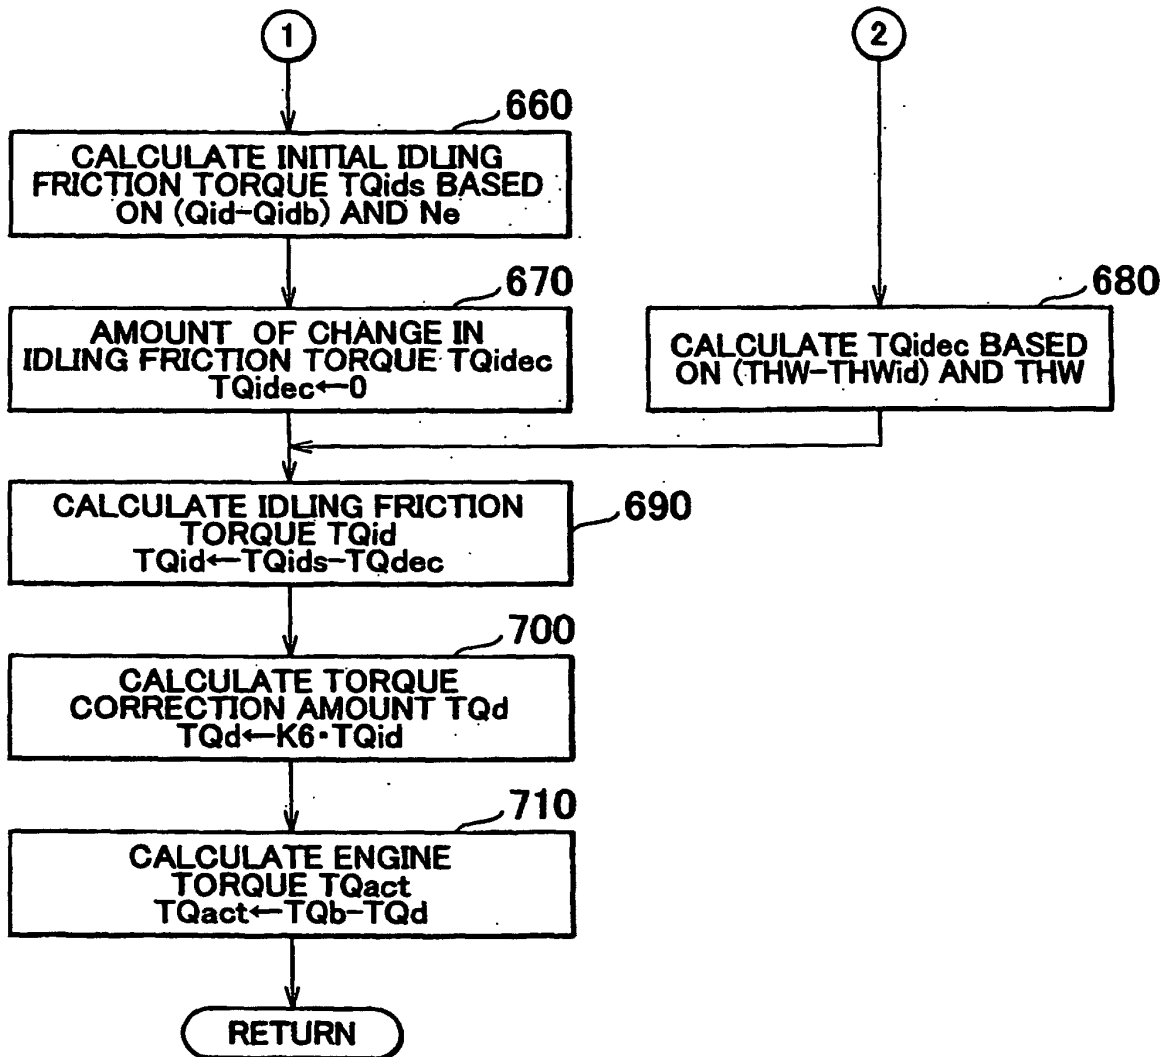 1
2
660
CALCULATE INITIAL IDLING
FRICTION TORQUE TQids BASED
ON (Qid-Qidb) AND Ne
670
AMOUNT OF CHANGE IN
IDLING FRICTION TORQUE TQidec
TQidec←0
680
CALCULATE TQidec BASED
ON (THW-THWid) AND THW
690
CALCULATE IDLING FRICTION
TORQUE TQid
TQid←TQids-TQdec
700
CALCULATE TORQUE
CORRECTION AMOUNT TQd
TQd←K6·TQid
710
CALCULATE ENGINE
TORQUE TQact
TQact←TQb-TQd
RETURN